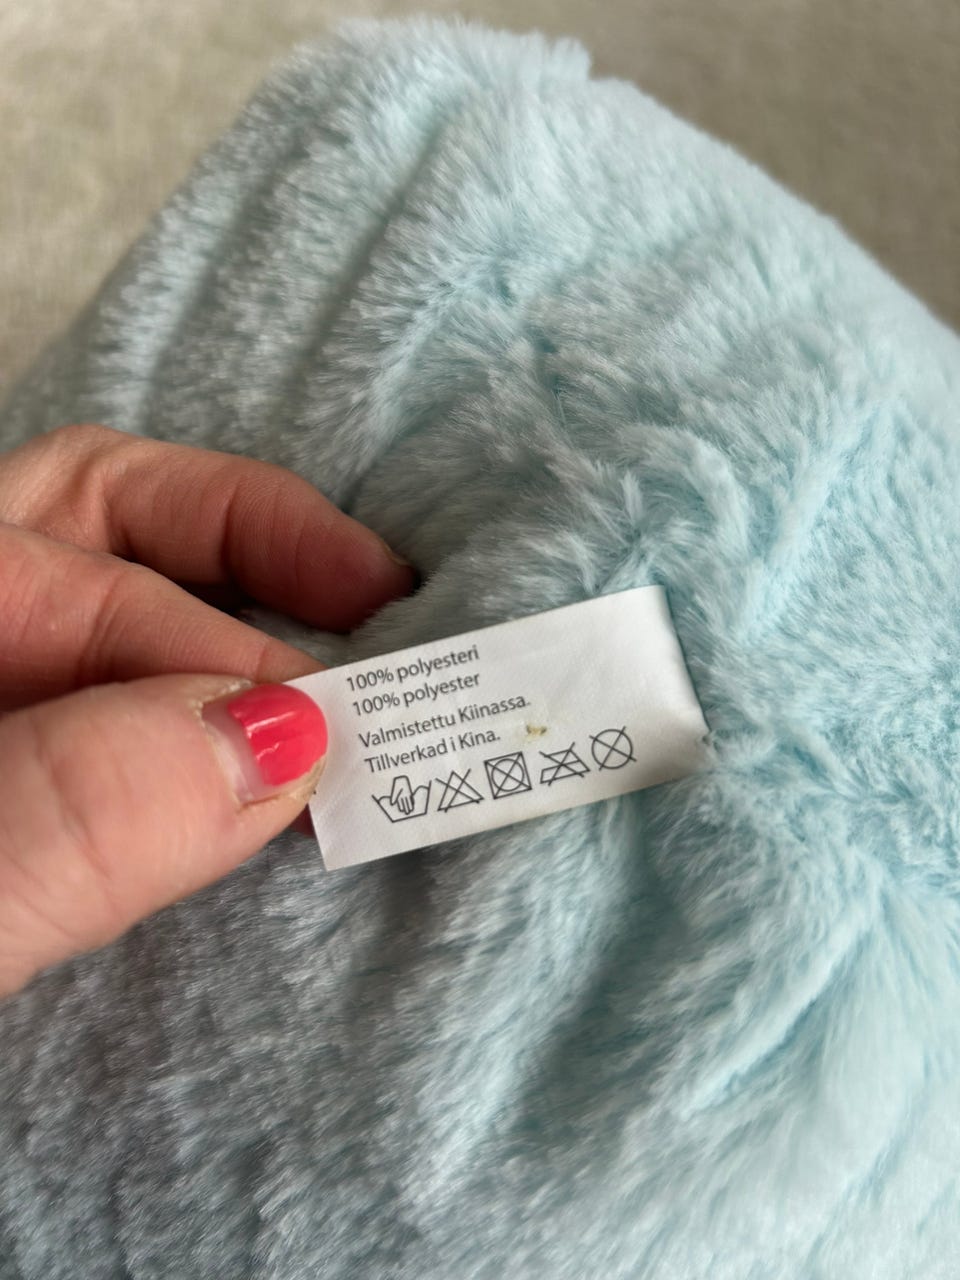 100% polyesteri
100% polyester
Valmistettu Kiinassa.
Tillverkad i Kina.